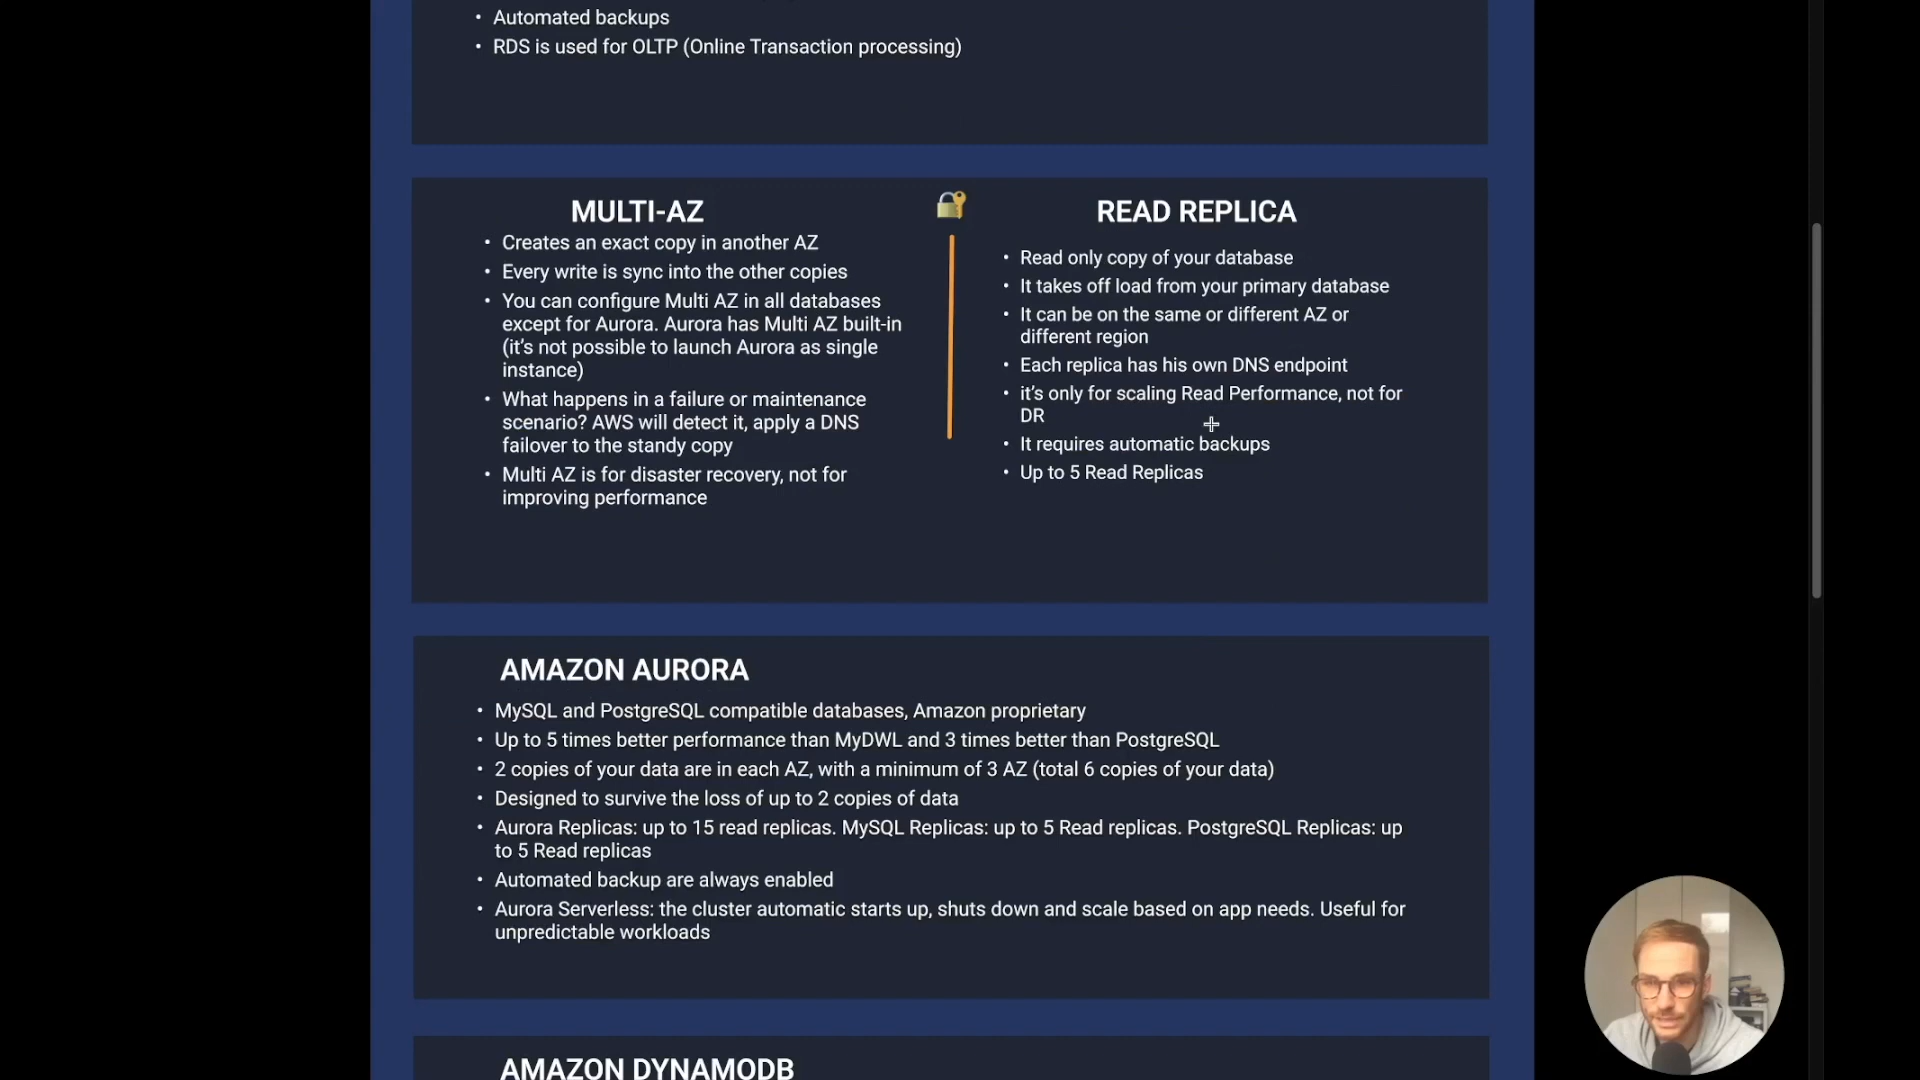 Automated backups
RDS is used for OLTP (Online Transaction processing)
MULTI-AZ
Creates an exact copy in another AZ
Every write is sync into the other copies
You can configure Multi AZ in all databases
except for Aurora. Aurora has Multi AZ built-in
(it's not possible to launch Aurora as single
instance)
What happens in a failure or maintenance
scenario? AWS will detect it, apply a DNS
failover to the standy copy
Multi AZ is for disaster recovery, not for
improving performance
READ REPLICA
Read only copy of your database
It takes off load from your primary database
It can be on the same or different AZ or
different region
Each replica has his own DNS endpoint
it's only for scaling Read Performance, not for
DR
It requires automatic backups
Up to 5 Read Replicas
AMAZON AURORA
MySQL and PostgreSQL compatible databases, Amazon proprietary
Up to 5 times better performance than MyDWL and 3 times better than PostgreSQL
2 copies of your data are in each AZ, with a minimum of 3 AZ (total 6 copies of your data)
Designed to survive the loss of up to 2 copies of data
Aurora Replicas: up to 15 read replicas. MySQL Replicas: up to 5 Read replicas. PostgreSQL Replicas: up
to 5 Read replicas
Automated backup are always enabled
Aurora Serverless: the cluster automatic starts up, shuts down and scale based on app needs. Useful for
unpredictable workloads
AMAZON DYNAMODB